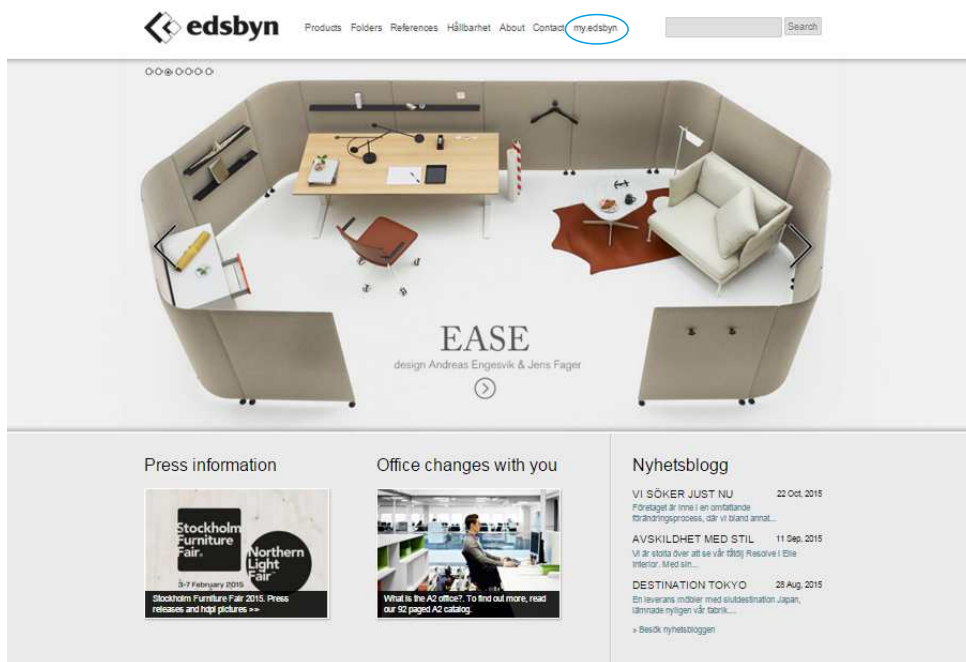 edsbyn
Products Folders References Hållbarhet About Contact my.edsbyn
Search
EASE
design Andreas Engesvik & Jens Fager
Press information
Stockholm
Furniture
Fair.
Northern
Light
Fair
3-7 February 2015
Stockholm Furniture Fair 2015. Press
releases and hdpi pictures >>
Office changes with you
What is the A2 office?. To find out more, read
our 92 paged A2 catalog.
Nyhetsblogg
VI SÖKER JUST NU 22 Oct, 2015
Företaget är inne i en omfattande
förändringsprocess, där vi bland annat...
AVSKILDHET MED STIL 11 Sep, 2015
Vi är stolta över att se vår fåtölj Resolve i Elle
Interior. Med sin...
DESTINATION TOKYO 28 Aug, 2015
En leverans möbler med slutdestination Japan,
lämnade nyligen vår fabrik....
» Besök nyhetsbloggen